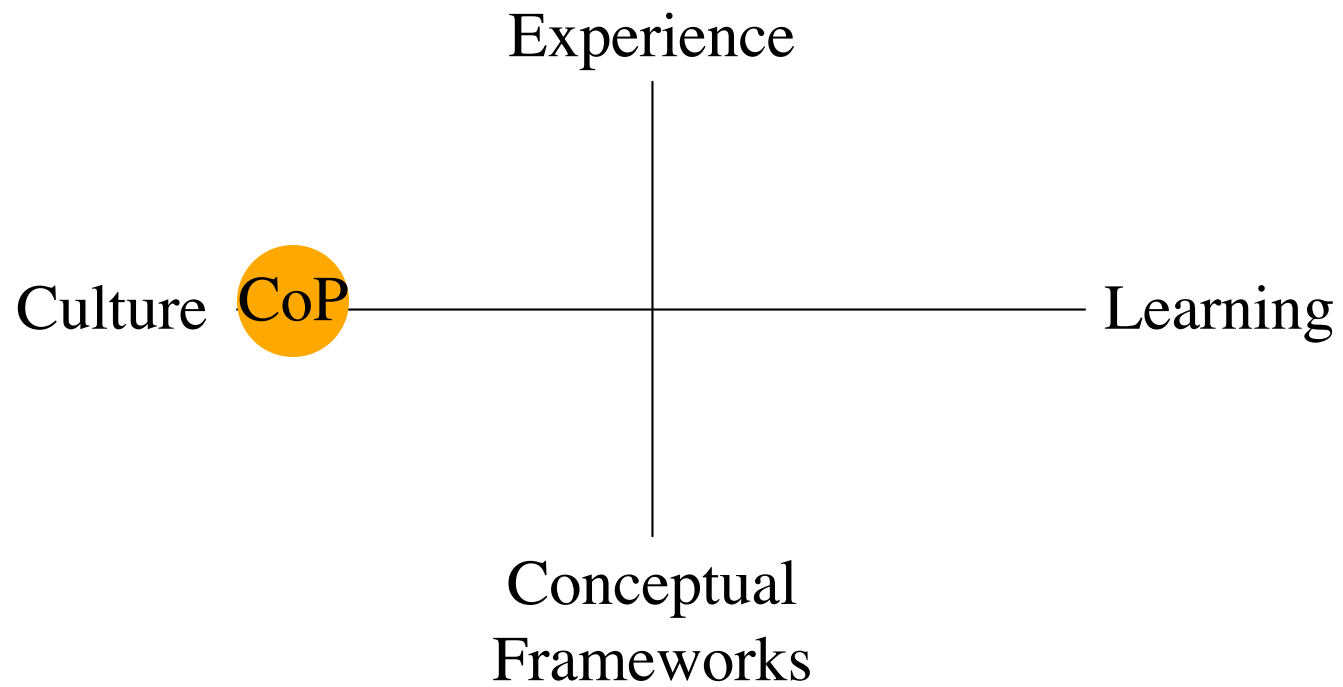 Experience
Culture
CoP
Learning
Conceptual
Frameworks